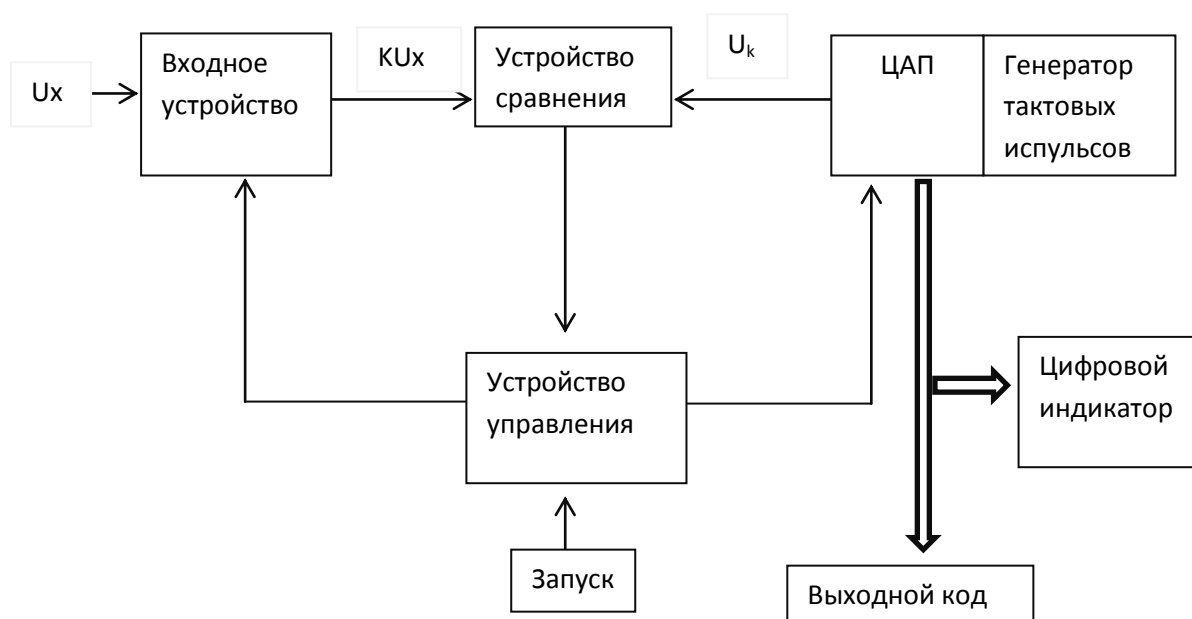 Ux
Входное
устройство
KUx
Устройство
сравнения
Uk
ЦАП
Генератор
тактовых
испульсов
Устройство
управления
Цифровой
индикатор
Запуск
Выходной код